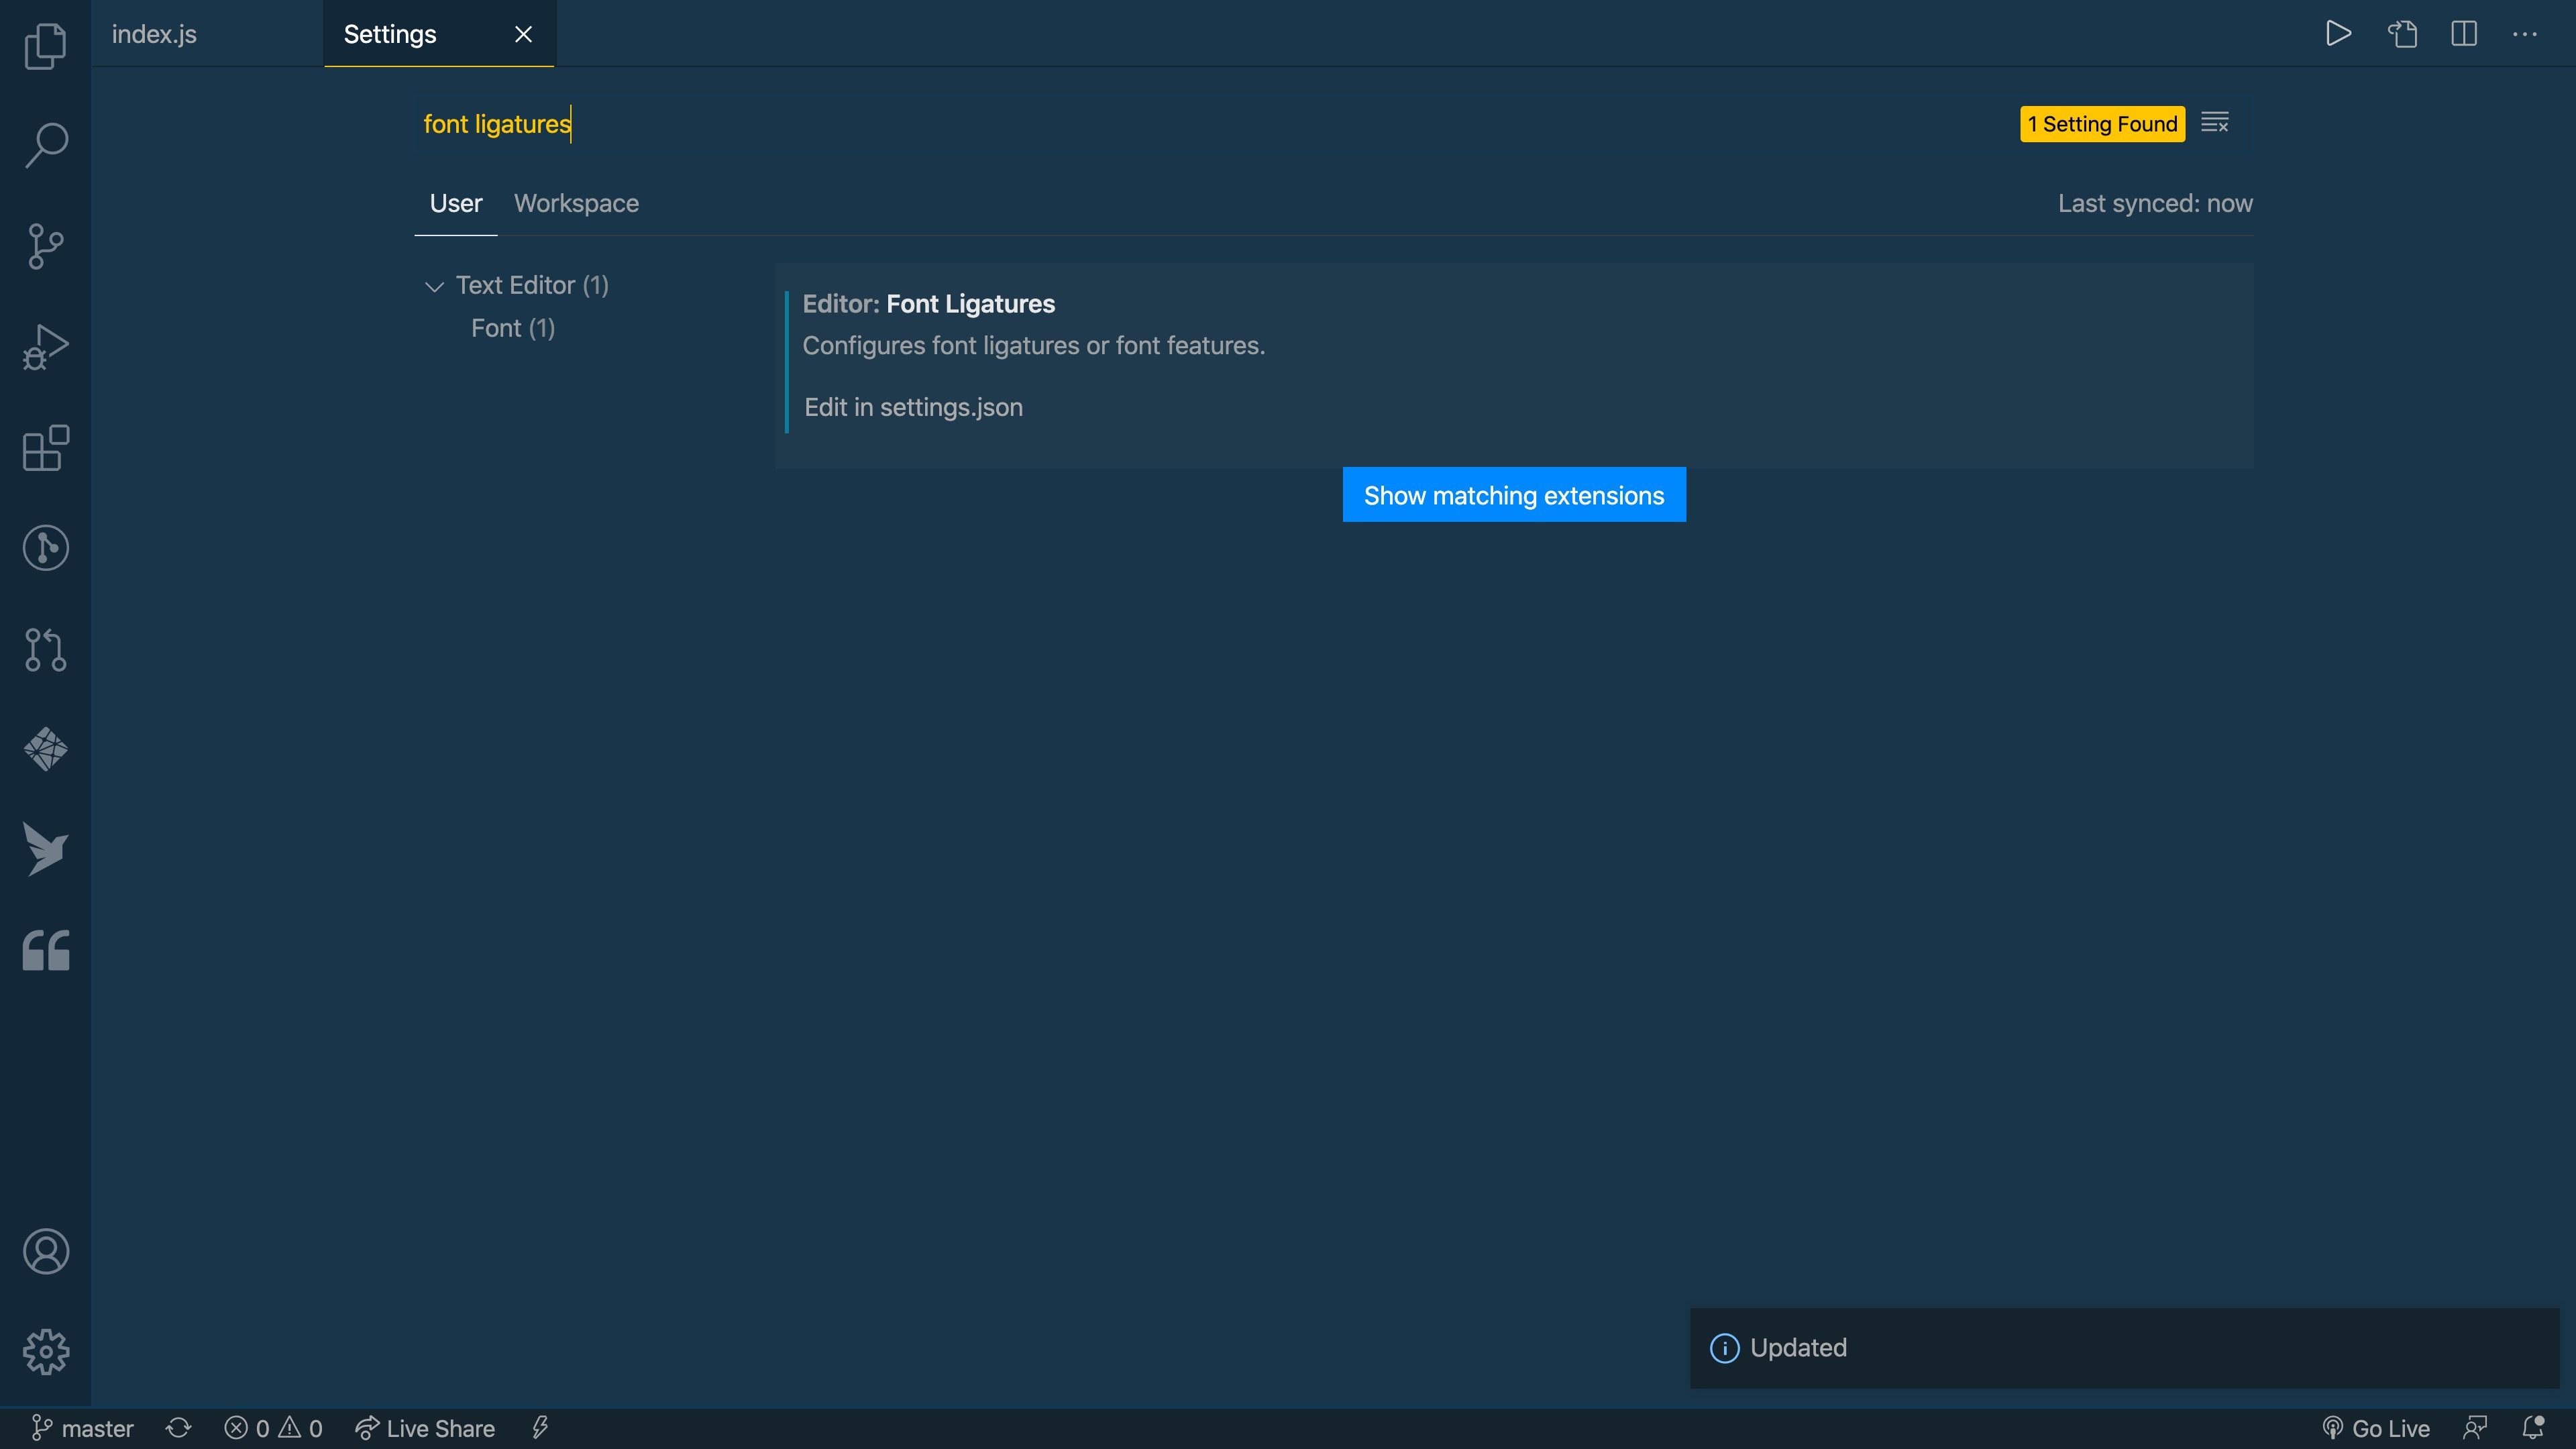 index.js
Settings
font ligatures
1 Setting Found
User
Workspace
Last synced: now
Text Editor (1)
Font (1)
Editor: Font Ligatures
Configures font ligatures or font features.
Edit in settings.json
Show matching extensions
Updated
master
0
0
Live Share
Go Live